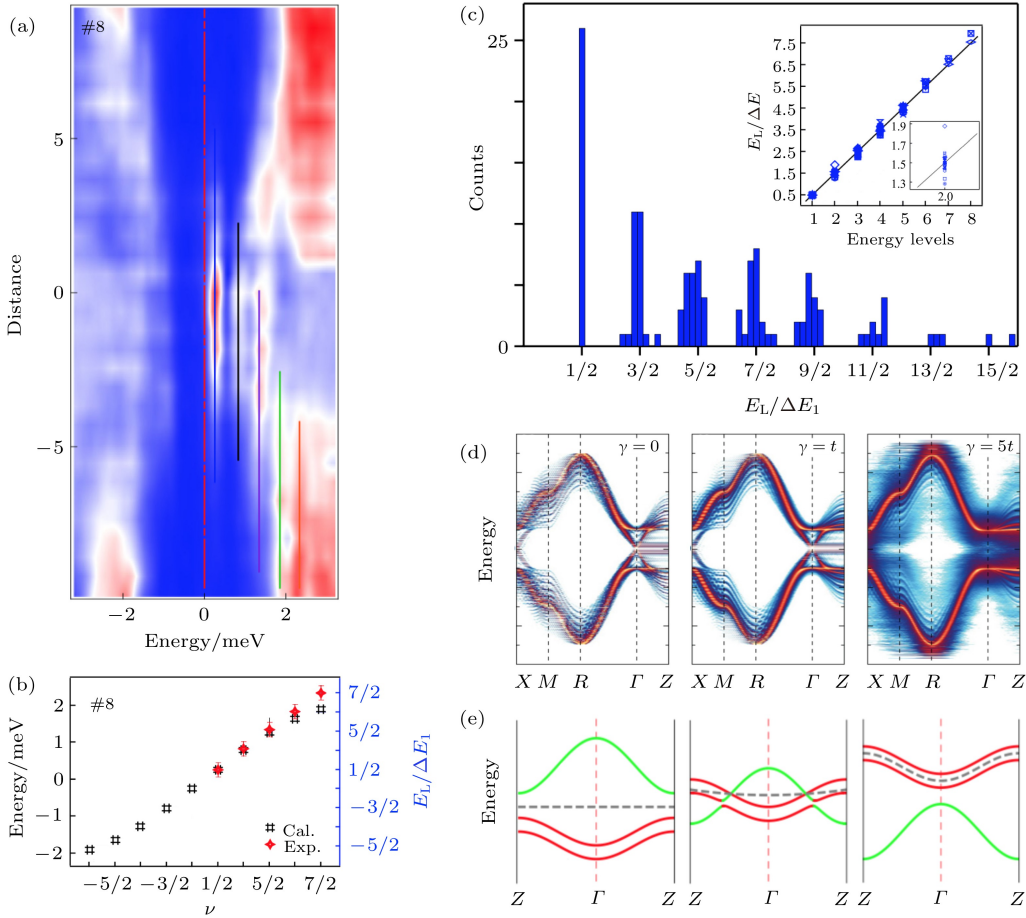 (a)
#8
5
0
−5
Distance
−2
0
2
Energy/meV
(b)
#8
2
1
0
−1
−2
Energy/meV
7/2
5/2
1/2
−3/2
−5/2
E_L/ΔE_1
Cal.
Exp.
−5/2
−3/2
1/2
5/2
7/2
ν
(c)
25
0
Counts
1/2
3/2
5/2
7/2
9/2
11/2
13/2
15/2
E_L/ΔE_1
7.5
6.5
5.5
4.5
3.5
2.5
1.5
0.5
E_L/ΔE
1 2 3 4 5 6 7 8
Energy levels
1.9
1.7
1.5
1.3
2.0
(d)
γ = 0
γ = t
γ = 5t
Energy
X M R Γ Z
X M R Γ Z
X M R Γ Z
(e)
Energy
Z Γ Z
Z Γ Z
Z Γ Z